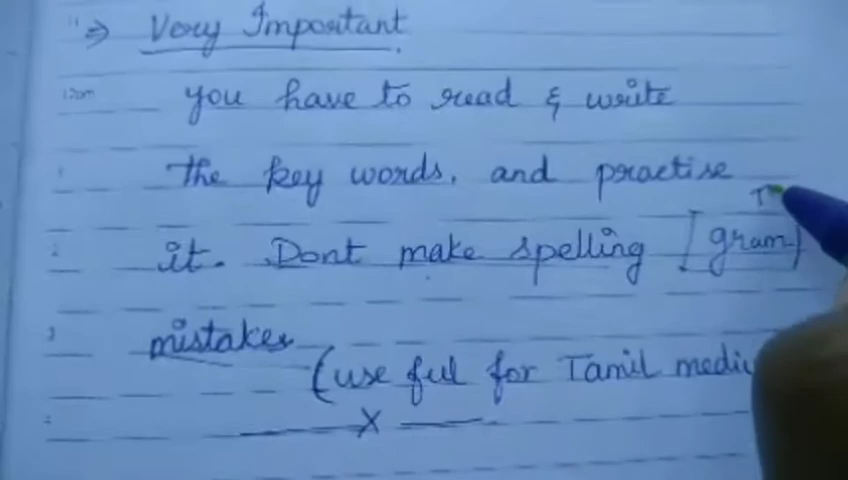 ⇒ Very Important
you have to read & write
the key words. and practise
it. Dont make spelling [gram]
mistakes
(use ful for Tamil
X